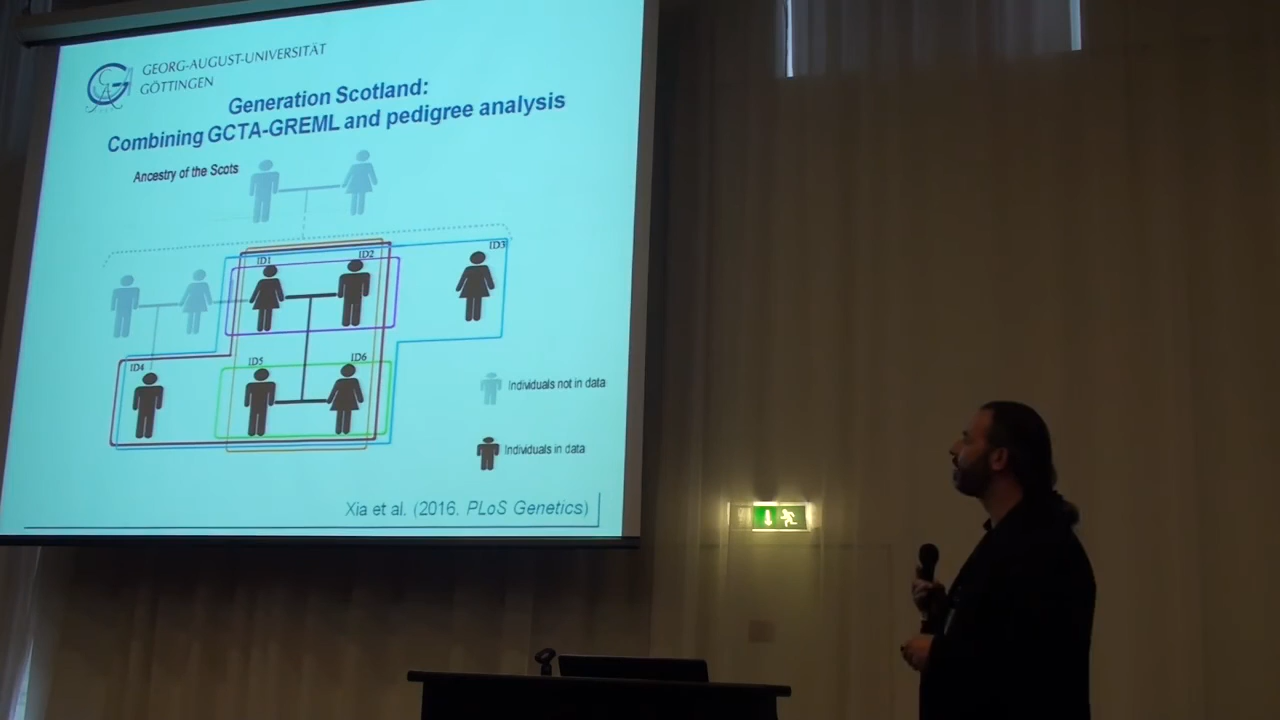 GEORG-AUGUST-UNIVERSITÄT
GÖTTINGEN
Generation Scotland:
Combining GCTA-GREML and pedigree analysis
Ancestry of the Scots
ID1
ID2
ID3
ID4
ID5
ID6
Individuals not in data
Individuals in data
Xia et al. (2016, PLoS Genetics)